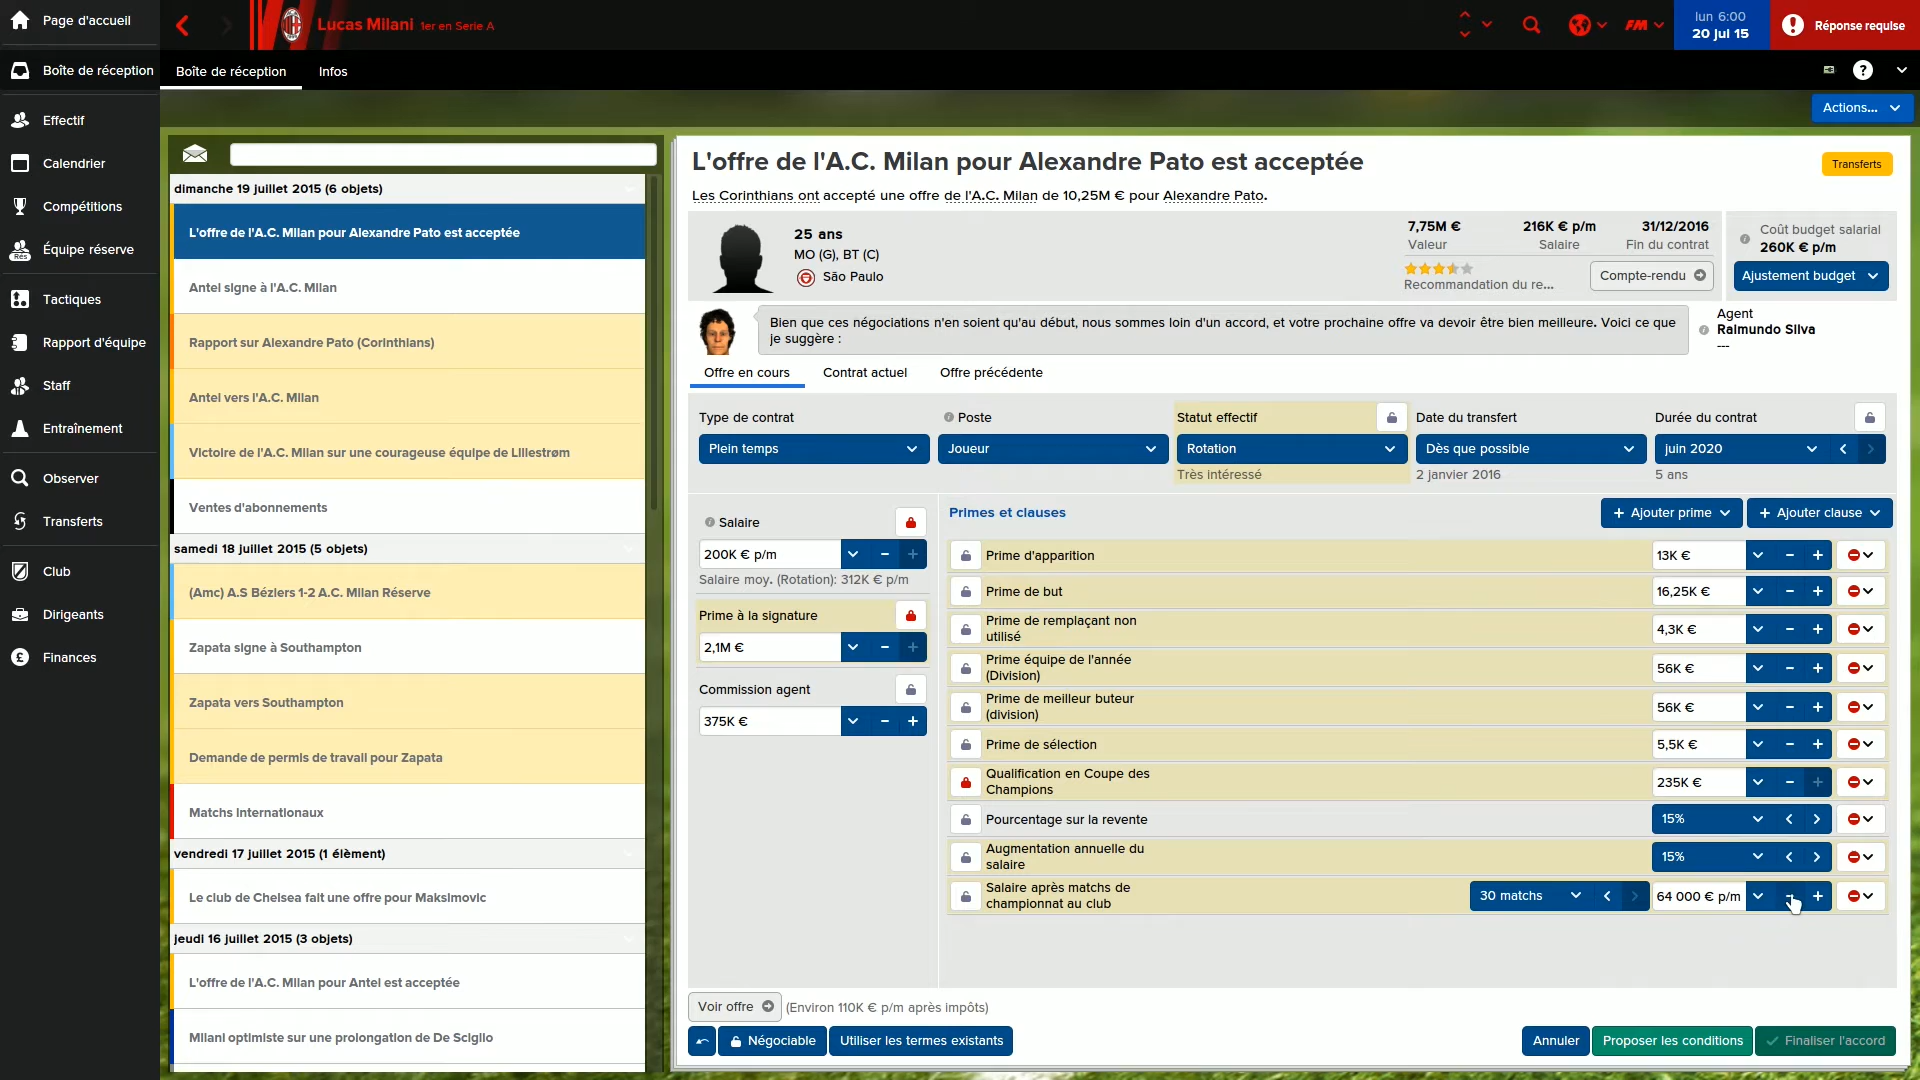 Page d'accueil
Lucas Milani 1er en Serie A
FM
lun 6:00
20 jul 15
Réponse requise
Boîte de réception
Boîte de réception
Infos
?
Actions...
Effectif
Calendrier
Compétitions
Équipe réserve
Rés
Tactiques
Rapport d'équipe
Staff
Entraînement
Observer
Transferts
Club
Dirigeants
£ Finances
dimanche 19 juillet 2015 (6 objets)
L'offre de l'A.C. Milan pour Alexandre Pato est acceptée
Antel signe à l'A.C. Milan
Rapport sur Alexandre Pato (Corinthians)
Antel vers l'A.C. Milan
Victoire de l'A.C. Milan sur une courageuse équipe de Lillestrøm
Ventes d'abonnements
samedi 18 juillet 2015 (5 objets)
(Amc) A.S Béziers 1-2 A.C. Milan Réserve
Zapata signe à Southampton
Zapata vers Southampton
Demande de permis de travail pour Zapata
Matchs internationaux
vendredi 17 juillet 2015 (1 élèment)
Le club de Chelsea fait une offre pour Maksimovic
jeudi 16 juillet 2015 (3 objets)
L'offre de l'A.C. Milan pour Antel est acceptée
Milani optimiste sur une prolongation de De Sciglio
L'offre de l'A.C. Milan pour Alexandre Pato est acceptée
Transferts
Les Corinthians ont accepté une offre de l'A.C. Milan de 10,25M € pour Alexandre Pato.
25 ans
MO (G), BT (C)
São Paulo
7,75M €
Valeur
216K € p/m
Salaire
31/12/2016
Fin du contrat
Recommandation du re...
Compte-rendu
Coût budget salarial
260K € p/m
Ajustement budget
Bien que ces négociations n'en soient qu'au début, nous sommes loin d'un accord, et votre prochaine offre va devoir être bien meilleure. Voici ce que
je suggère :
Agent
Raimundo Silva
---
Offre en cours
Contrat actuel
Offre précédente
Type de contrat
Plein temps
Poste
Joueur
Statut effectif
Rotation
Très intéressé
Date du transfert
Dès que possible
2 janvier 2016
Durée du contrat
juin 2020
5 ans
Salaire
200K € p/m
Salaire moy. (Rotation): 312K € p/m
Prime à la signature
2,1M €
Commission agent
375K €
Primes et clauses
+ Ajouter prime
+ Ajouter clause
Prime d'apparition
13K €
Prime de but
16,25K €
Prime de remplaçant non
utilisé
4,3K €
Prime équipe de l'année
(Division)
56K €
Prime de meilleur buteur
(division)
56K €
Prime de sélection
5,5K €
Qualification en Coupe des
Champions
235K €
Pourcentage sur la revente
15%
Augmentation annuelle du
salaire
15%
Salaire après matchs de
championnat au club
30 matchs
64 000 € p/m
Voir offre
(Environ 110K € p/m après impôts)
Négociable
Utiliser les termes existants
Annuler
Proposer les conditions
Finaliser l'accord